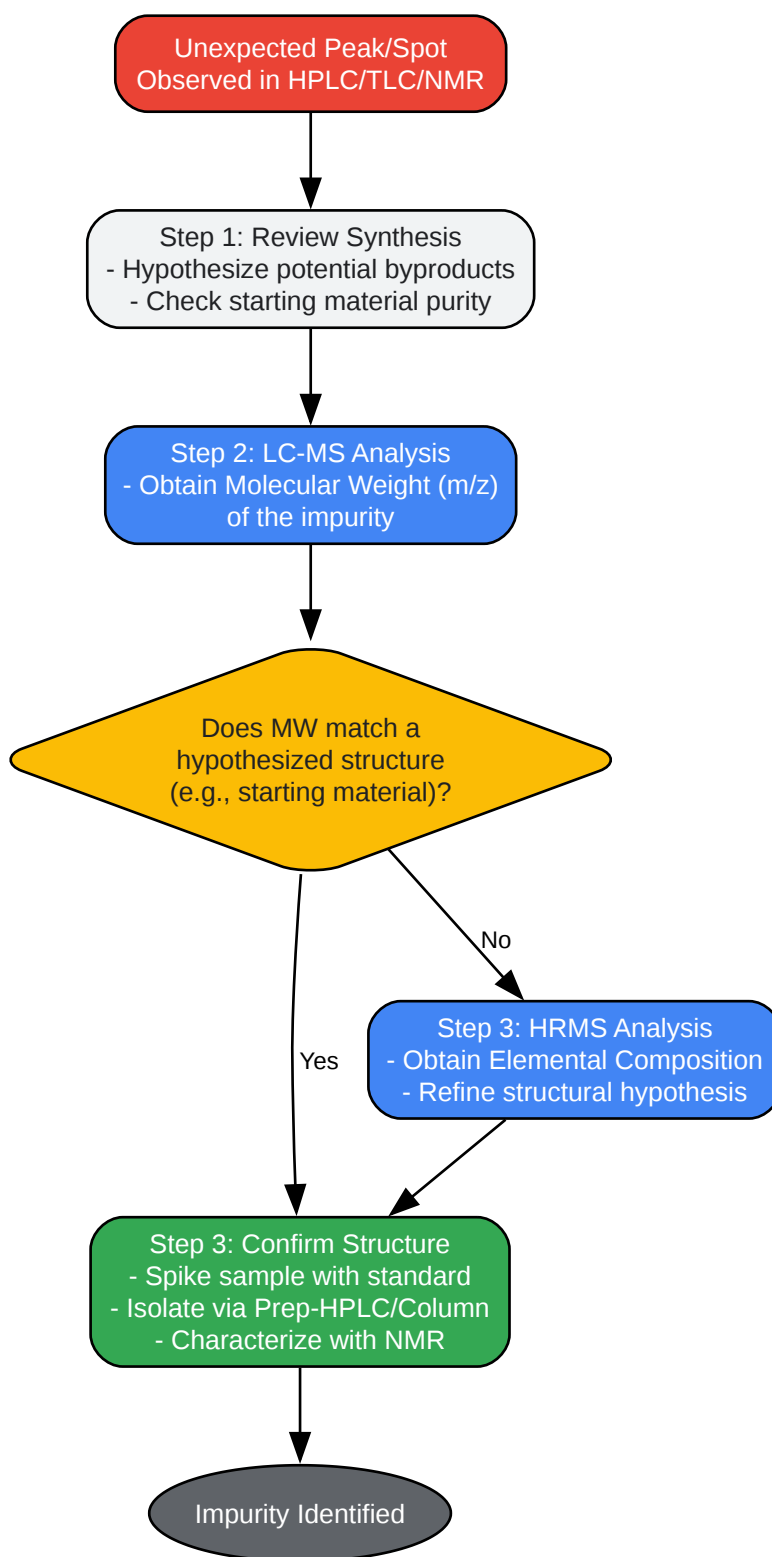 Unexpected Peak/Spot
Observed in HPLC/TLC/NMR
Step 1: Review Synthesis
- Hypothesize potential byproducts
- Check starting material purity
Step 2: LC-MS Analysis
- Obtain Molecular Weight (m/z)
of the impurity
Does MW match a
hypothesized structure
(e.g., starting material)?
No
Step 3: HRMS Analysis
- Obtain Elemental Composition
- Refine structural hypothesis
Yes
Step 3: Confirm Structure
- Spike sample with standard
- Isolate via Prep-HPLC/Column
- Characterize with NMR
Impurity Identified